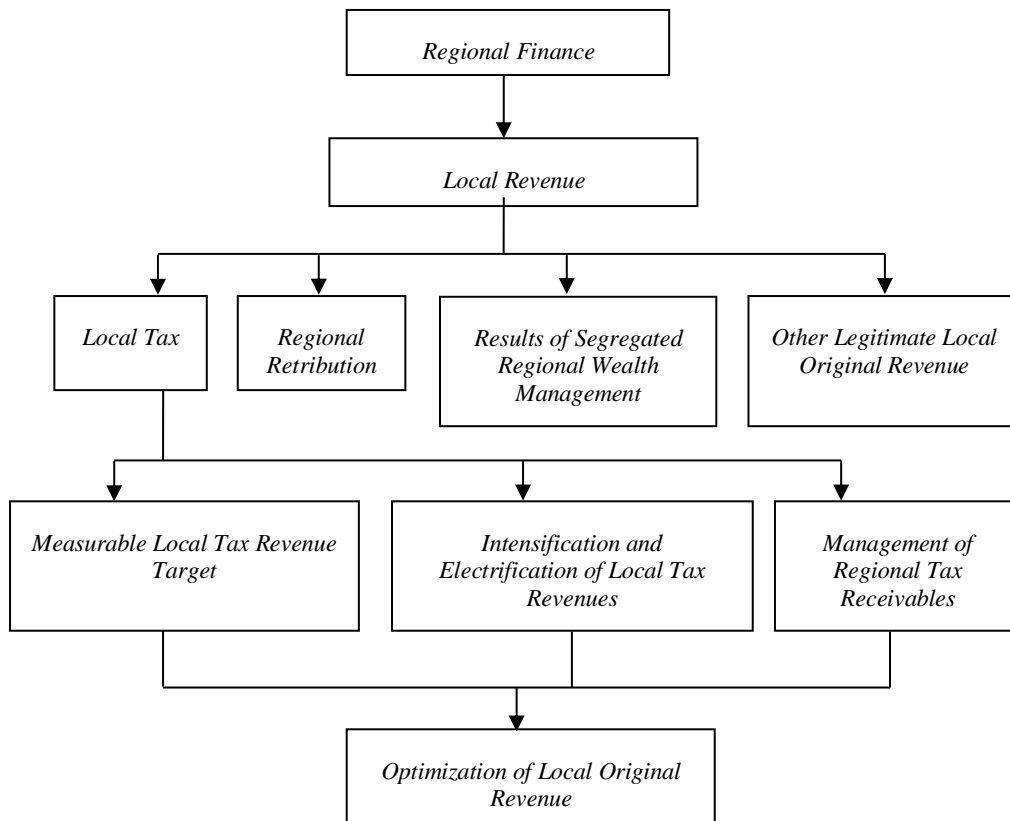 Regional Finance
Local Revenue
Local Tax
Regional
Retribution
Results of Segregated
Regional Wealth
Management
Other Legitimate Local
Original Revenue
Measurable Local Tax Revenue
Target
Intensification and
Electrification of Local Tax
Revenues
Management of
Regional Tax
Receivables
Optimization of Local Original
Revenue